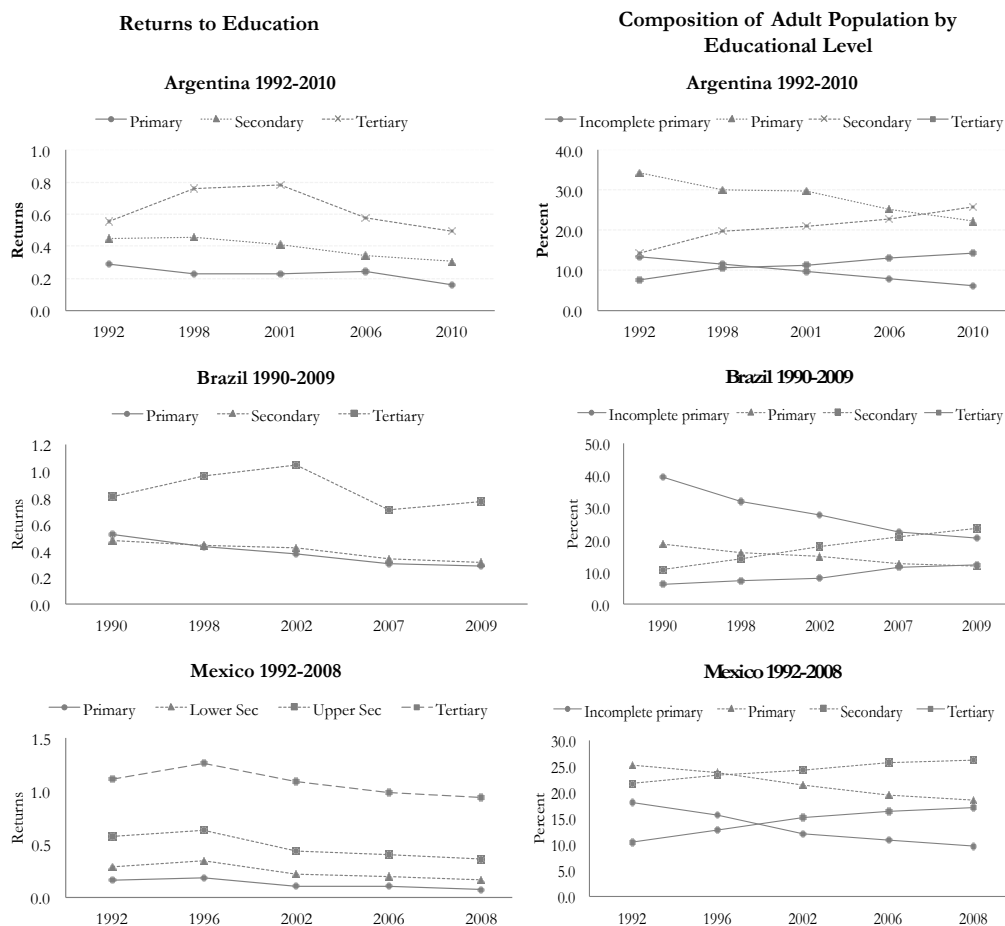 Returns to Education
Composition of Adult Population by
Educational Level
Argentina 1992-2010
Primary Secondary Tertiary
1.0
0.8
0.6
0.4
0.2
0.0
Returns
1992 1998 2001 2006 2010
Argentina 1992-2010
Incomplete primary Primary Secondary Tertiary
40.0
30.0
20.0
10.0
0.0
Percent
1992 1998 2001 2006 2010
Brazil 1990-2009
Primary Secondary Tertiary
1.2
1.0
0.8
0.6
0.4
0.2
0.0
Returns
1990 1998 2002 2007 2009
Brazil 1990-2009
Incomplete primary Primary Secondary Tertiary
50.0
40.0
30.0
20.0
10.0
0.0
Percent
1990 1998 2002 2007 2009
Mexico 1992-2008
Primary Lower Sec Upper Sec Tertiary
1.5
1.0
0.5
0.0
Returns
1992 1996 2002 2006 2008
Mexico 1992-2008
Incomplete primary Primary Secondary Tertiary
30.0
25.0
20.0
15.0
10.0
5.0
0.0
Percent
1992 1996 2002 2006 2008